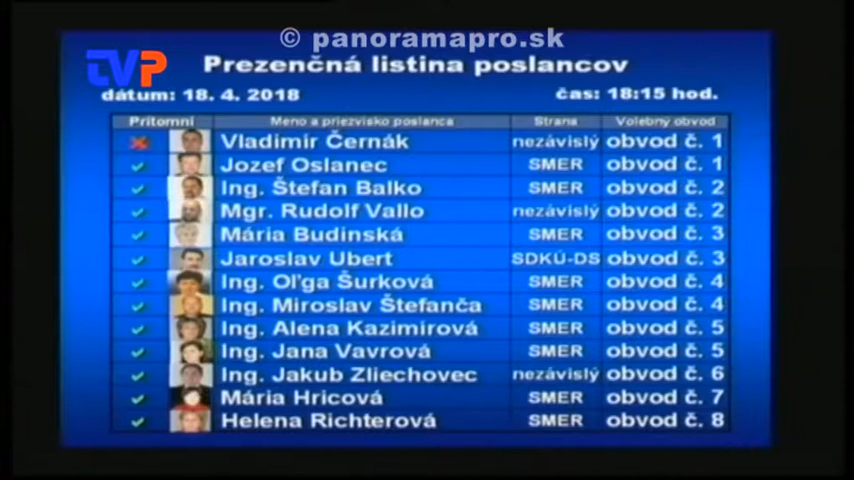 © panoramapro.sk
TVP
Prezenčná listina poslancov
dátum: 18. 4. 2018 čas: 18:15 hod.
Prítomní Meno a priezvisko poslanca Strana Volebny obvod
Vladimír Černák nezávislý obvod č. 1
Jozef Oslanec SMER obvod č. 1
Ing. Štefan Balko SMER obvod č. 2
Mgr. Rudolf Vallo nezávislý obvod č. 2
Mária Budinská SMER obvod č. 3
Jaroslav Ubert SDKÚ-DS obvod č. 3
Ing. Oľga Šurková SMER obvod č. 4
Ing. Miroslav Štefanča SMER obvod č. 4
Ing. Alena Kazimírová SMER obvod č. 5
Ing. Jana Vavrová SMER obvod č. 5
Ing. Jakub Zliechovec nezávislý obvod č. 6
Mária Hricová SMER obvod č. 7
Helena Richterová SMER obvod č. 8